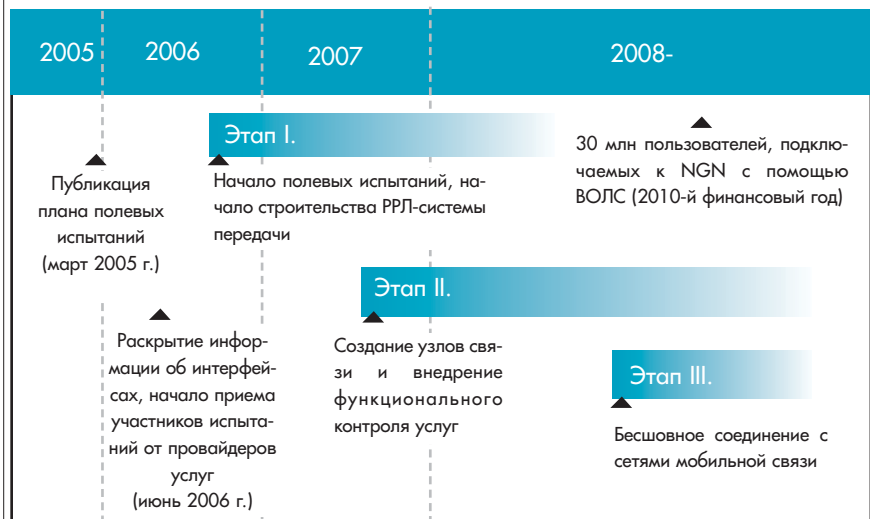 2005
2006
2007
2008-
Этап I.
Публикация
плана полевых
испытаний
(март 2005 г.)
Начало полевых испытаний, на-
чало строительства РРЛ-системы
передачи
30 млн пользователей, подклю-
чаемых к NGN с помощью
ВОЛС (2010-й финансовый год)
Этап II.
Раскрытие инфор-
мации об интерфей-
сах, начало приема
участников испыта-
ний от провайдеров
услуг
(июнь 2006 г.)
Создание узлов свя-
зи и внедрение
функционального
контроля услуг
Этап III.
Бесшовное соединение с
сетями мобильной связи